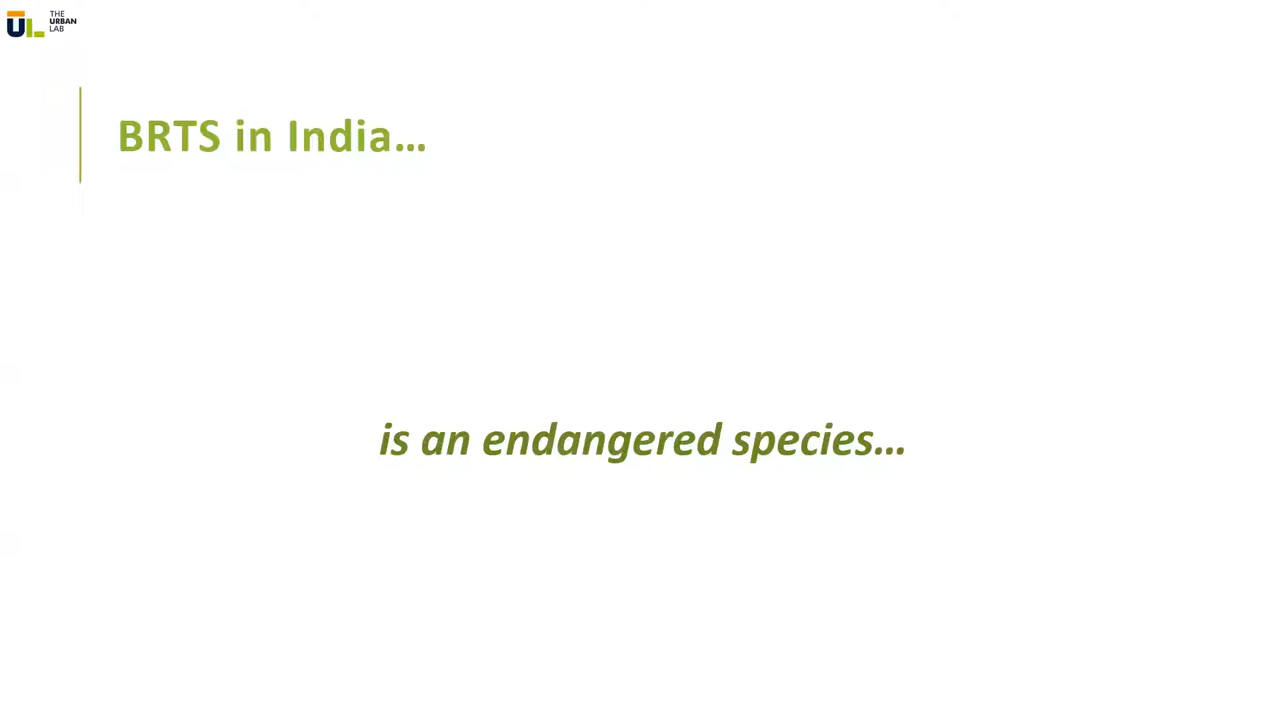 THE
URBAN
LAB
BRTS in India…
is an endangered species…